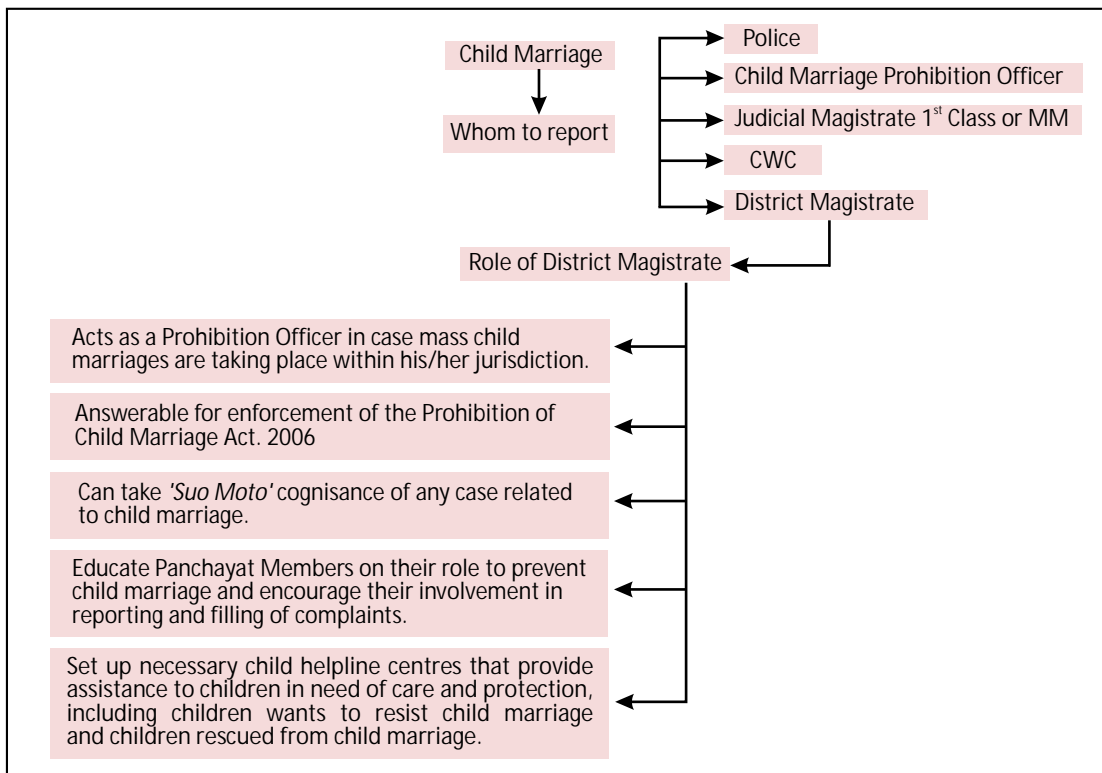 Child Marriage
Whom to report
Police
Child Marriage Prohibition Officer
Judicial Magistrate 1st Class or MM
CWC
District Magistrate
Role of District Magistrate
Acts as a Prohibition Officer in case mass child
marriages are taking place within his/her jurisdiction.
Answerable for enforcement of the Prohibition of
Child Marriage Act. 2006
Can take 'Suo Moto' cognisance of any case related
to child marriage.
Educate Panchayat Members on their role to prevent
child marriage and encourage their involvement in
reporting and filling of complaints.
Set up necessary child helpline centres that provide
assistance to children in need of care and protection,
including children wants to resist child marriage
and children rescued from child marriage.